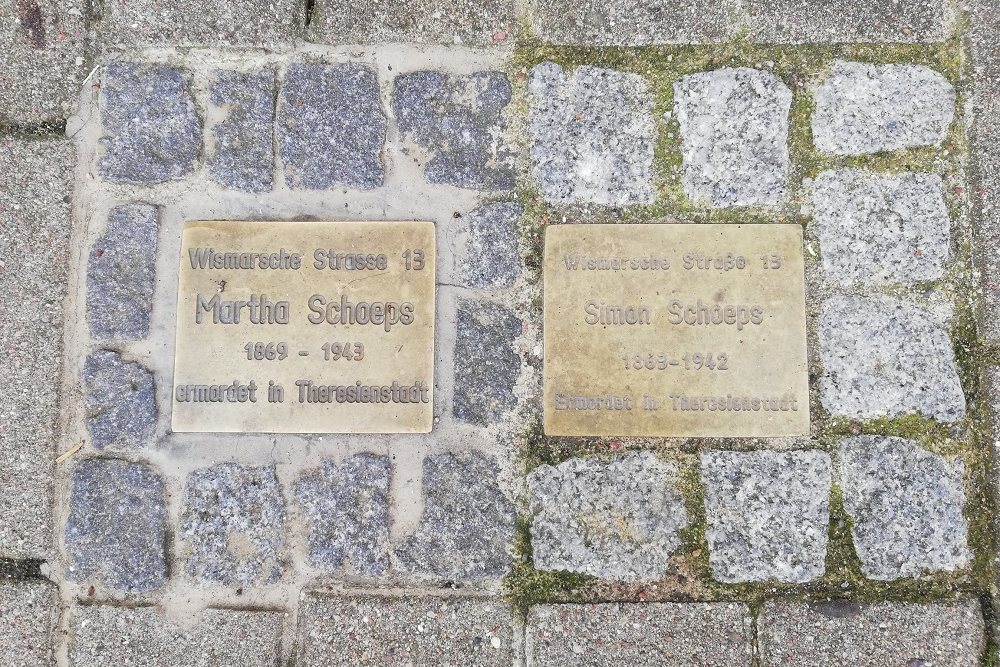 Wismarsche Strasse 13
Martha Schoeps
1869 - 1943
ermordet in Theresienstadt
Wismarsche Straße 13
Simon Schoeps
1863-1942
Ermordet in Theresienstadt